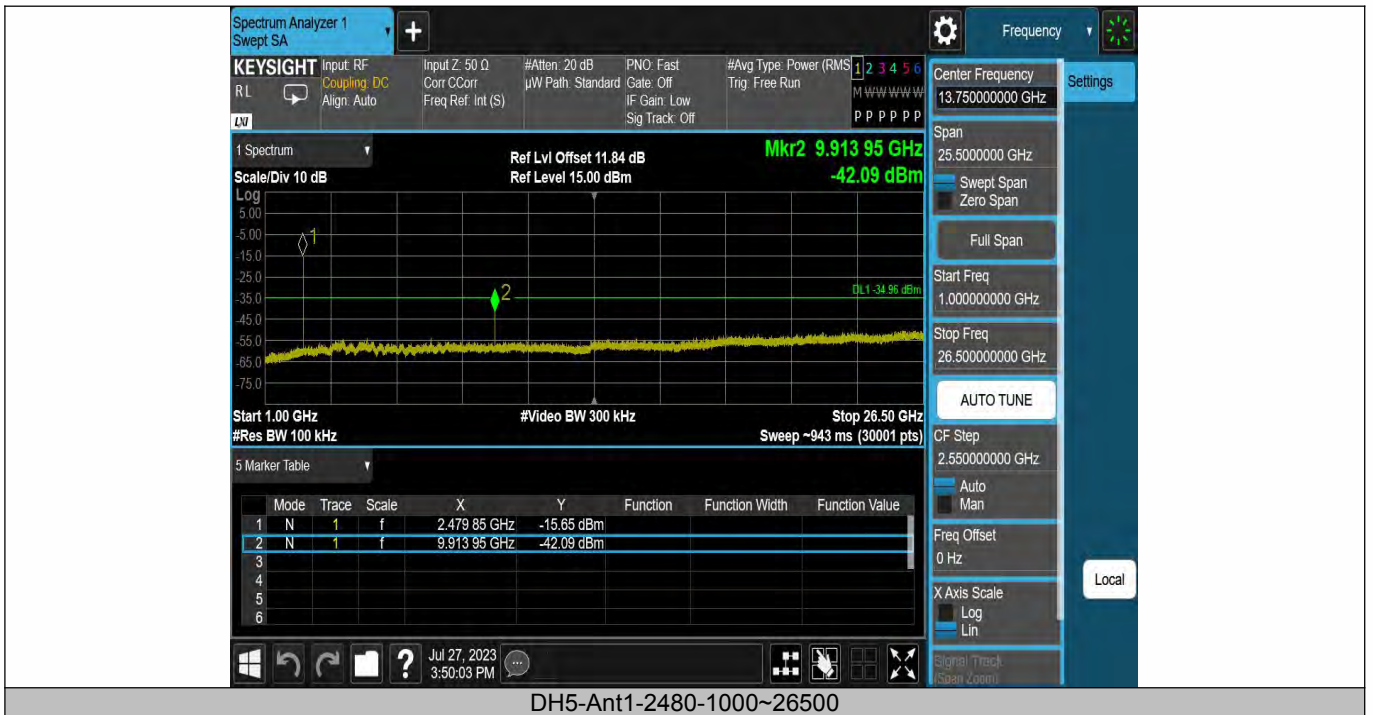 Spectrum Analyzer 1
Swept SA
+
Frequency
KEYSIGHT
RL
LXI
Input: RF
Coupling: DC
Align: Auto
Input Z: 50 Ω
Corr CCorr
Freq Ref: Int (S)
#Atten: 20 dB
µW Path: Standard
PNO: Fast
Gate: Off
IF Gain: Low
Sig Track: Off
#Avg Type: Power (RMS
Trig: Free Run
1 2 3 4 5 6
M W W W W W
P P P P P P
1 Spectrum
Scale/Div 10 dB
Ref Lvl Offset 11.84 dB
Ref Level 15.00 dBm
Mkr2 9.913 95 GHz
-42.09 dBm
Log
5.00
-5.00
-15.0
-25.0
-35.0
-45.0
-55.0
-65.0
-75.0
1
2
DL1 -34.96 dBm
Start 1.00 GHz
#Res BW 100 kHz
#Video BW 300 kHz
Stop 26.50 GHz
Sweep ~943 ms (30001 pts)
5 Marker Table
Mode Trace Scale X Y Function Function Width Function Value
1 N 1 f 2.479 85 GHz -15.65 dBm
2 N 1 f 9.913 95 GHz -42.09 dBm
3
4
5
6
?
Jul 27, 2023
3:50:03 PM
Center Frequency
13.750000000 GHz
Settings
Span
25.5000000 GHz
Swept Span
Zero Span
Full Span
Start Freq
1.000000000 GHz
Stop Freq
26.500000000 GHz
AUTO TUNE
CF Step
2.550000000 GHz
Auto
Man
Freq Offset
0 Hz
X Axis Scale
Log
Lin
Signal Track
(Span Zoom)
Local
DH5-Ant1-2480-1000~26500